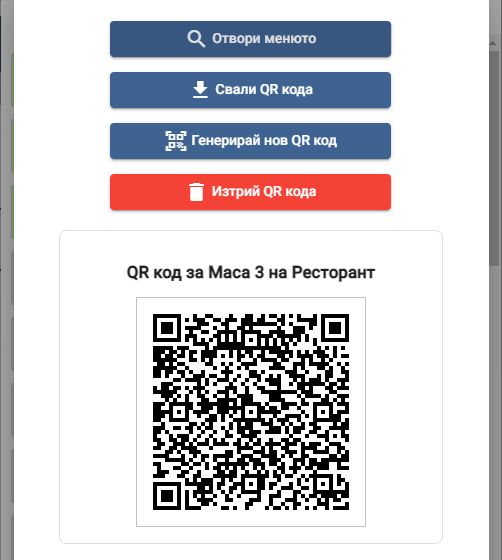 Отвори менюто
Свали QR кода
Генерирай нов QR код
Изтрий QR кода
QR код за Маса 3 на Ресторант